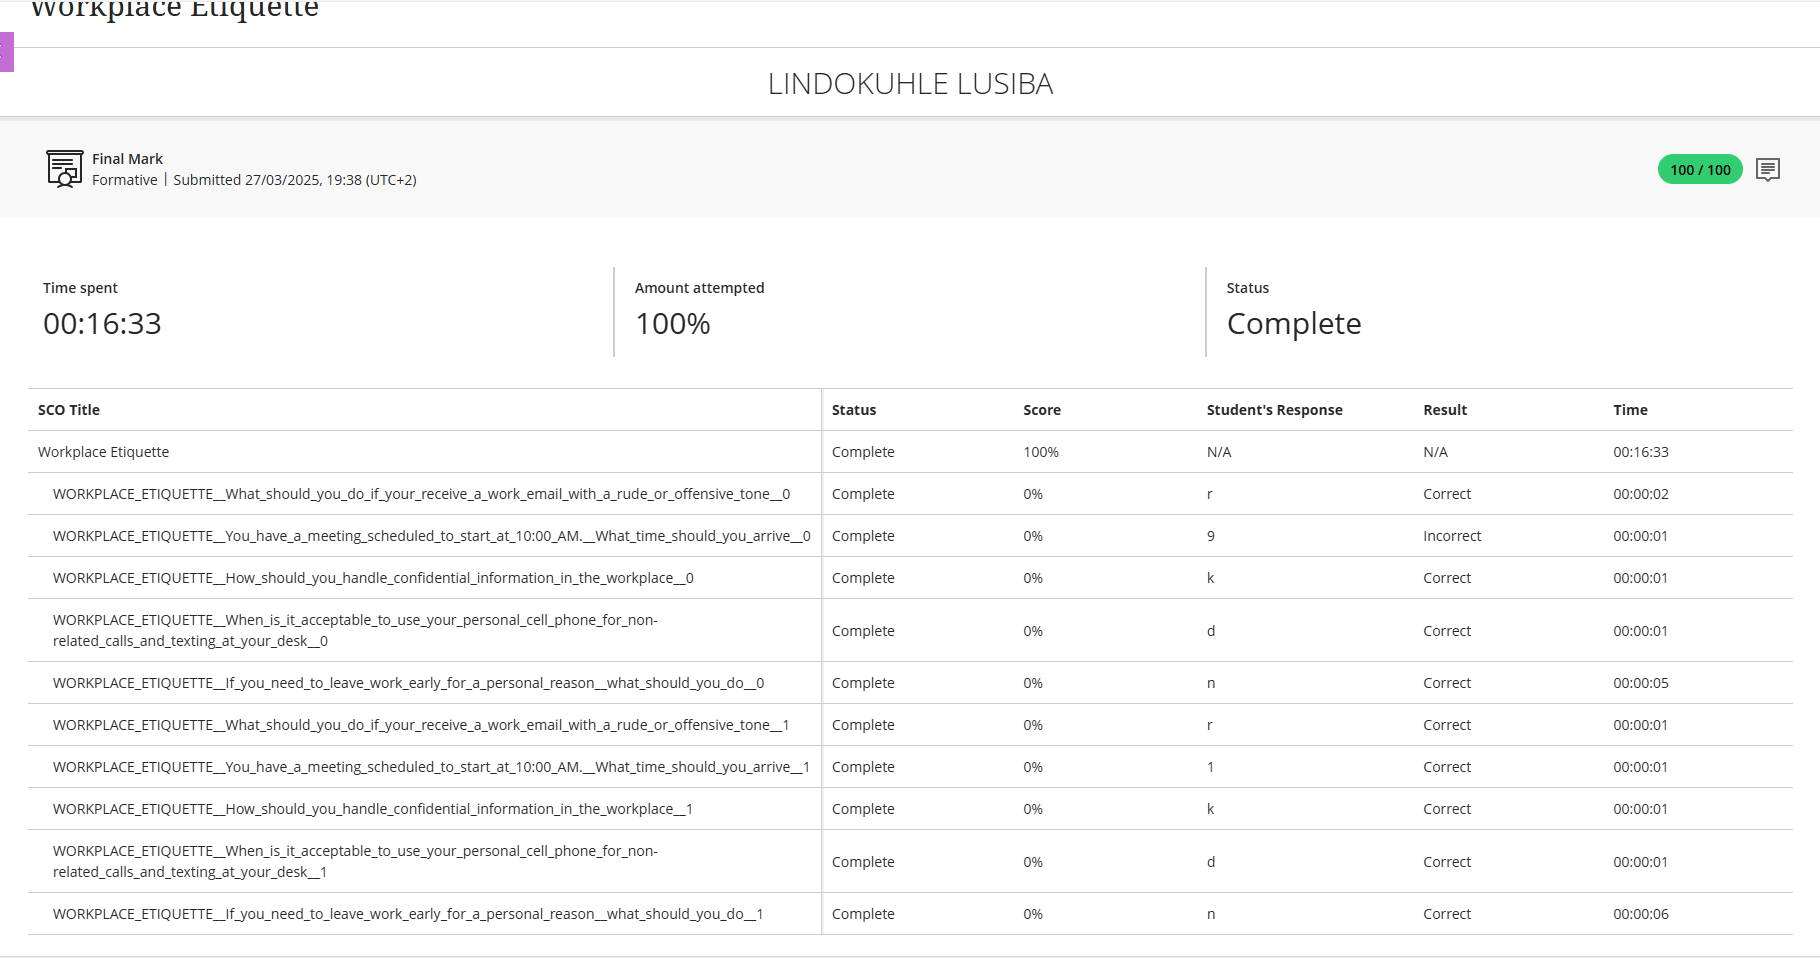 Workplace Etiquette
LINDOKUHLE LUSIBA
Final Mark
Formative | Submitted 27/03/2025, 19:38 (UTC+2)
100 / 100
Time spent
00:16:33
Amount attempted
100%
Status
Complete
SCO Title Status Score Student's Response Result Time
Workplace Etiquette Complete 100% N/A N/A 00:16:33
WORKPLACE_ETIQUETTE__What_should_you_do_if_your_receive_a_work_email_with_a_rude_or_offensive_tone__0 Complete 0% r Correct 00:00:02
WORKPLACE_ETIQUETTE__You_have_a_meeting_scheduled_to_start_at_10:00_AM.__What_time_should_you_arrive__0 Complete 0% 9 Incorrect 00:00:01
WORKPLACE_ETIQUETTE__How_should_you_handle_confidential_information_in_the_workplace__0 Complete 0% k Correct 00:00:01
WORKPLACE_ETIQUETTE__When_is_it_acceptable_to_use_your_personal_cell_phone_for_non-
related_calls_and_texting_at_your_desk__0 Complete 0% d Correct 00:00:01
WORKPLACE_ETIQUETTE__If_you_need_to_leave_work_early_for_a_personal_reason__what_should_you_do__0 Complete 0% n Correct 00:00:05
WORKPLACE_ETIQUETTE__What_should_you_do_if_your_receive_a_work_email_with_a_rude_or_offensive_tone__1 Complete 0% r Correct 00:00:01
WORKPLACE_ETIQUETTE__You_have_a_meeting_scheduled_to_start_at_10:00_AM.__What_time_should_you_arrive__1 Complete 0% 1 Correct 00:00:01
WORKPLACE_ETIQUETTE__How_should_you_handle_confidential_information_in_the_workplace__1 Complete 0% k Correct 00:00:01
WORKPLACE_ETIQUETTE__When_is_it_acceptable_to_use_your_personal_cell_phone_for_non-
related_calls_and_texting_at_your_desk__1 Complete 0% d Correct 00:00:01
WORKPLACE_ETIQUETTE__If_you_need_to_leave_work_early_for_a_personal_reason__what_should_you_do__1 Complete 0% n Correct 00:00:06